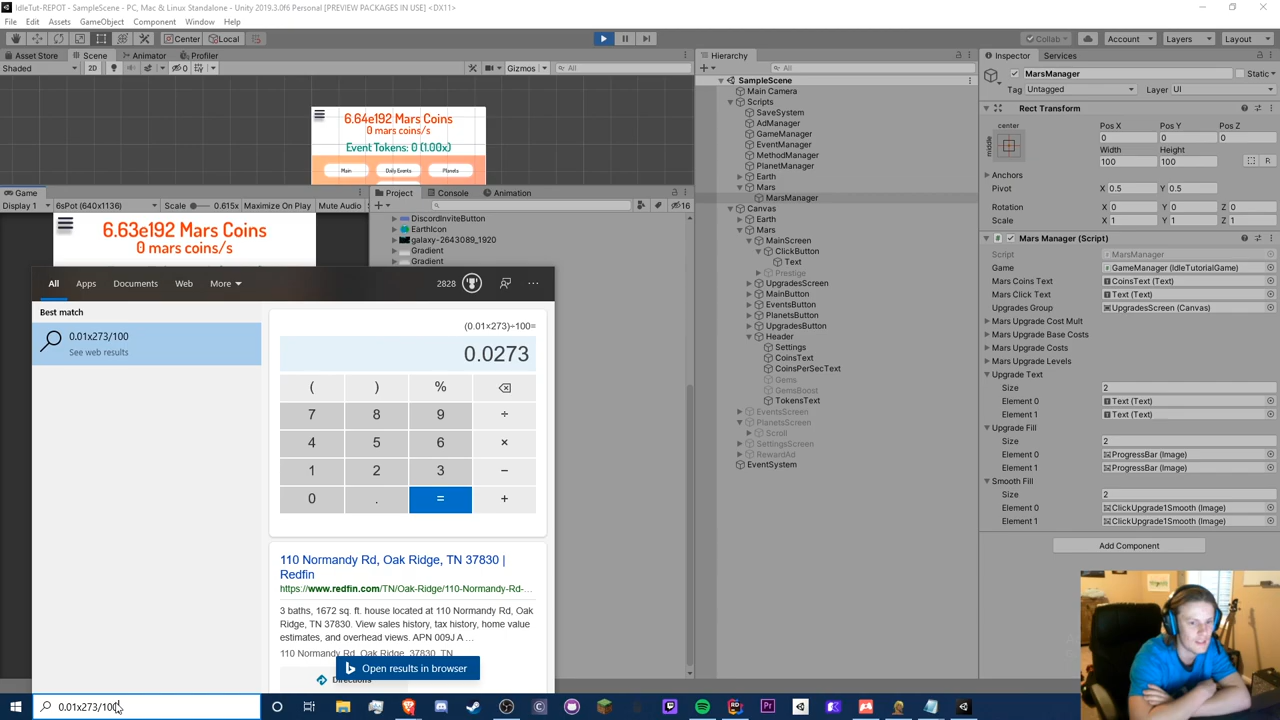 IdleTut-REPOT - SampleScene - PC, Mac & Linux Standalone - Unity 2019.3.0f6 Personal [PREVIEW PACKAGES IN USE] <DX11>
File Edit Assets GameObject Component Window Help
Center Local Collab Account Layers Layout
Asset Store Scene Animator Profiler
Shaded 2D 0 Gizmos All
6.64e192 Mars Coins
0 mars coins/s
Event Tokens: 0 (1.00x)
Main Daily Events Planets
Game
Display 1 6sPot (640x1136) Scale 0.615x Maximize On Play Mute Audio
6.63e192 Mars Coins
0 mars coins/s
Project Console Animation
16
DiscordInviteButton
EarthIcon
galaxy-2643089_1920
Gradient
Gradient
All Apps Documents Web More 2828
Best match
0.01x273/100
See web results
(0.01×273)÷100=
0.0273
( ) %
7 8 9 ÷
4 5 6 ×
1 2 3 −
0 . = +
110 Normandy Rd, Oak Ridge, TN 37830 |
Redfin
https://www.redfin.com/TN/Oak-Ridge/110-Normandy-Rd-...
3 baths, 1672 sq. ft. house located at 110 Normandy Rd, Oak
Ridge, TN 37830. View sales history, tax history, home value
estimates, and overhead views. APN 009J A ...
110 Normandy Rd, Oak Ridge, 37830, TN
Open results in browser
Directions
0.01x273/100
Hierarchy
All
SampleScene
Main Camera
Scripts
SaveSystem
AdManager
GameManager
EventManager
MethodManager
PlanetManager
Earth
Mars
MarsManager
Canvas
Earth
Mars
MainScreen
ClickButton
Text
Prestige
UpgradesScreen
MainButton
EventsButton
PlanetsButton
UpgradesButton
Header
Settings
CoinsText
CoinsPerSecText
Gems
GemsBoost
TokensText
EventsScreen
PlanetsScreen
Scroll
SettingsScreen
RewardAd
EventSystem
Inspector Services
MarsManager Static
Tag Untagged Layer UI
Rect Transform
center Pos X Pos Y Pos Z
middle 0 0 0
Width Height
100 100 R
Anchors
Pivot X 0.5 Y 0.5
Rotation X 0 Y 0 Z 0
Scale X 1 Y 1 Z 1
Mars Manager (Script)
Script MarsManager
Game GameManager (IdleTutorialGame)
Mars Coins Text CoinsText (Text)
Mars Click Text Text (Text)
Upgrades Group UpgradesScreen (Canvas)
Mars Upgrade Cost Mult
Mars Upgrade Base Costs
Mars Upgrade Costs
Mars Upgrade Levels
Upgrade Text
Size 2
Element 0 Text (Text)
Element 1 Text (Text)
Upgrade Fill
Size 2
Element 0 ProgressBar (Image)
Element 1 ProgressBar (Image)
Smooth Fill
Size 2
Element 0 ClickUpgrade1Smooth (Image)
Element 1 ClickUpgrade1Smooth (Image)
Add Component